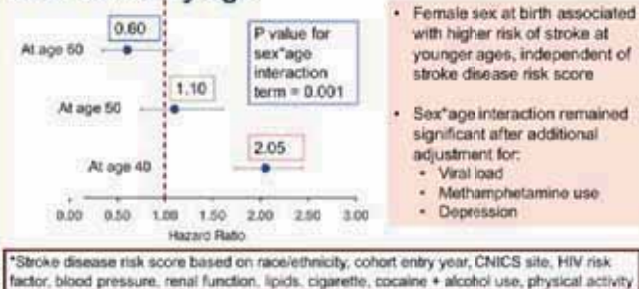 0.60
At age 60
P value for
sex*age
interaction
term = 0.001
1.10
At age 50
2.05
At age 40
0.00 0.50 1.00 1.50 2.00 2.50 3.00
Hazard Ratio
• Female sex at birth associated
with higher risk of stroke at
younger ages, independent of
stroke disease risk score
• Sex*age interaction remained
significant after additional
adjustment for:
• Viral load
• Methamphetamine use
• Depression
*Stroke disease risk score based on race/ethnicity, cohort entry year, CNICS site, HIV risk
factor, blood pressure, renal function, lipids, cigarette, cocaine + alcohol use, physical activity